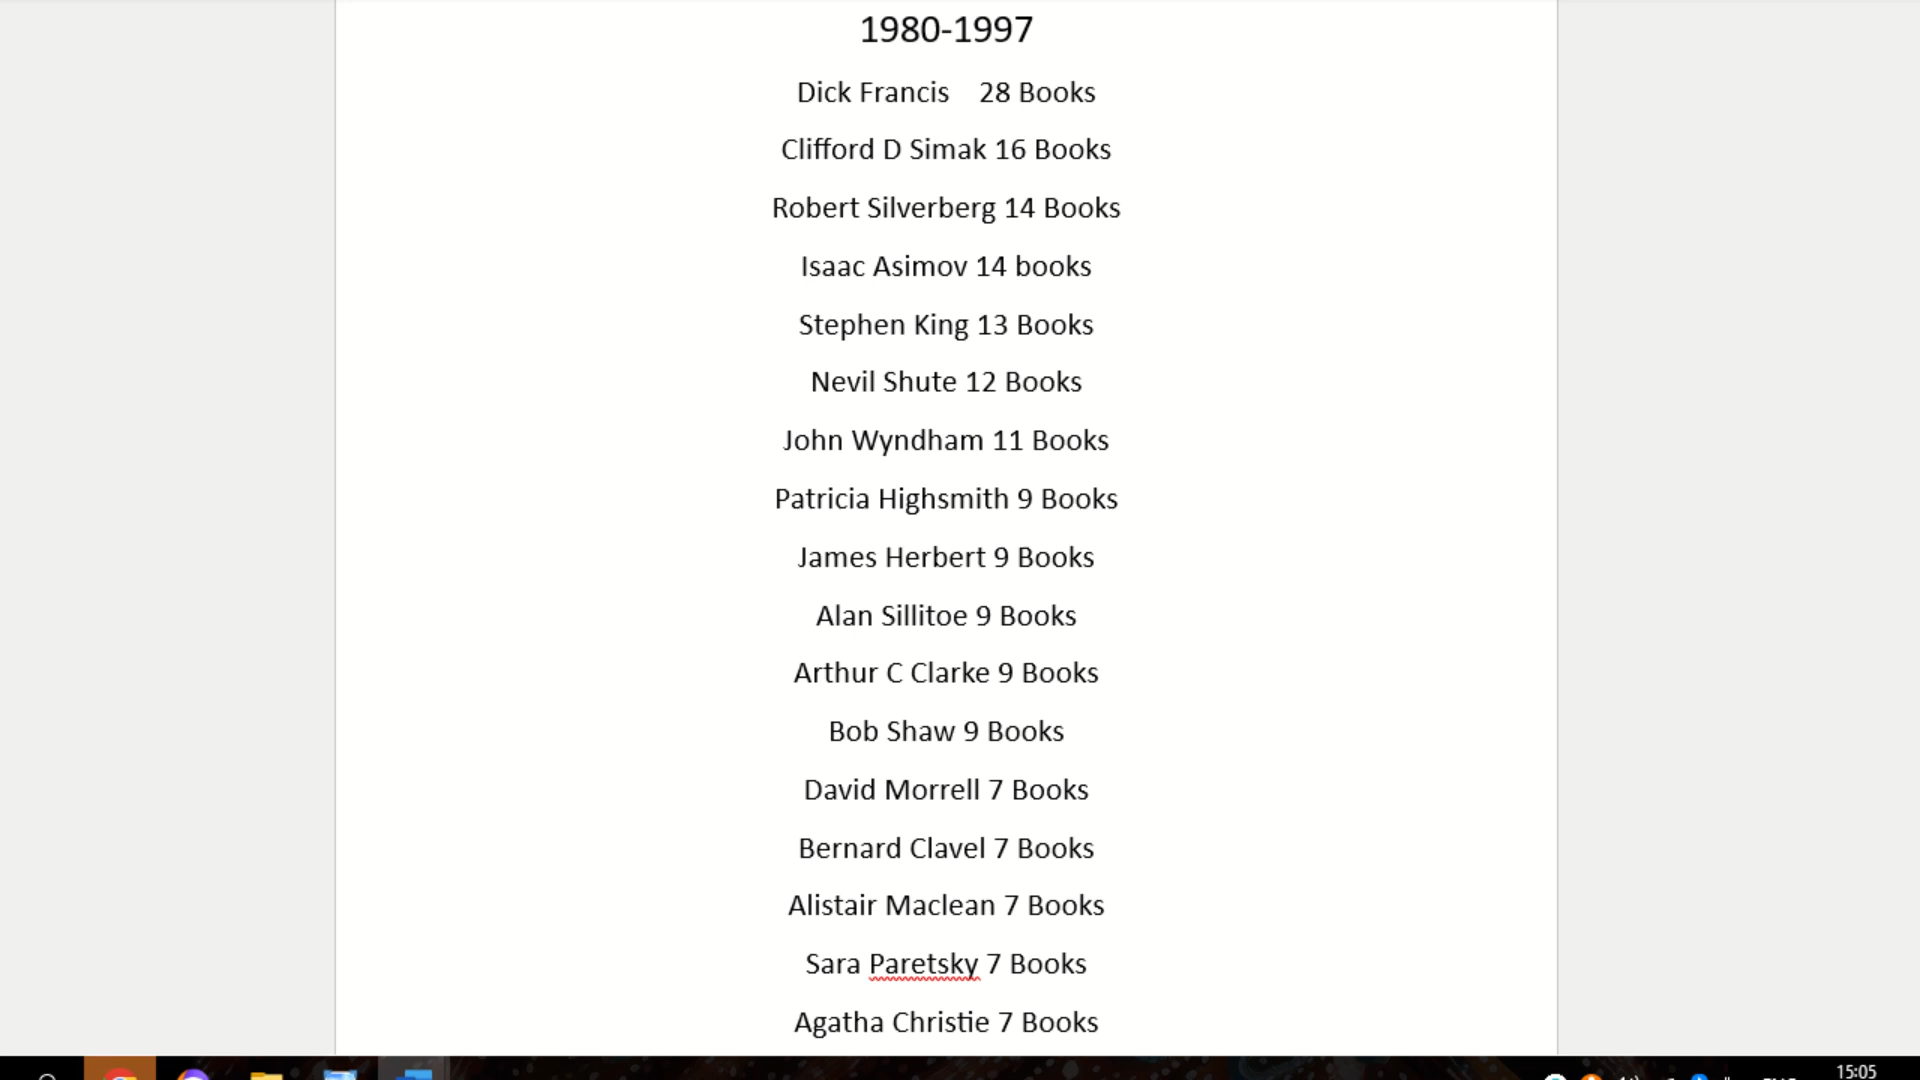 1980-1997
Dick Francis    28 Books
Clifford D Simak 16 Books
Robert Silverberg 14 Books
Isaac Asimov 14 books
Stephen King 13 Books
Nevil Shute 12 Books
John Wyndham 11 Books
Patricia Highsmith 9 Books
James Herbert 9 Books
Alan Sillitoe 9 Books
Arthur C Clarke 9 Books
Bob Shaw 9 Books
David Morrell 7 Books
Bernard Clavel 7 Books
Alistair Maclean 7 Books
Sara Paretsky 7 Books
Agatha Christie 7 Books
15:05